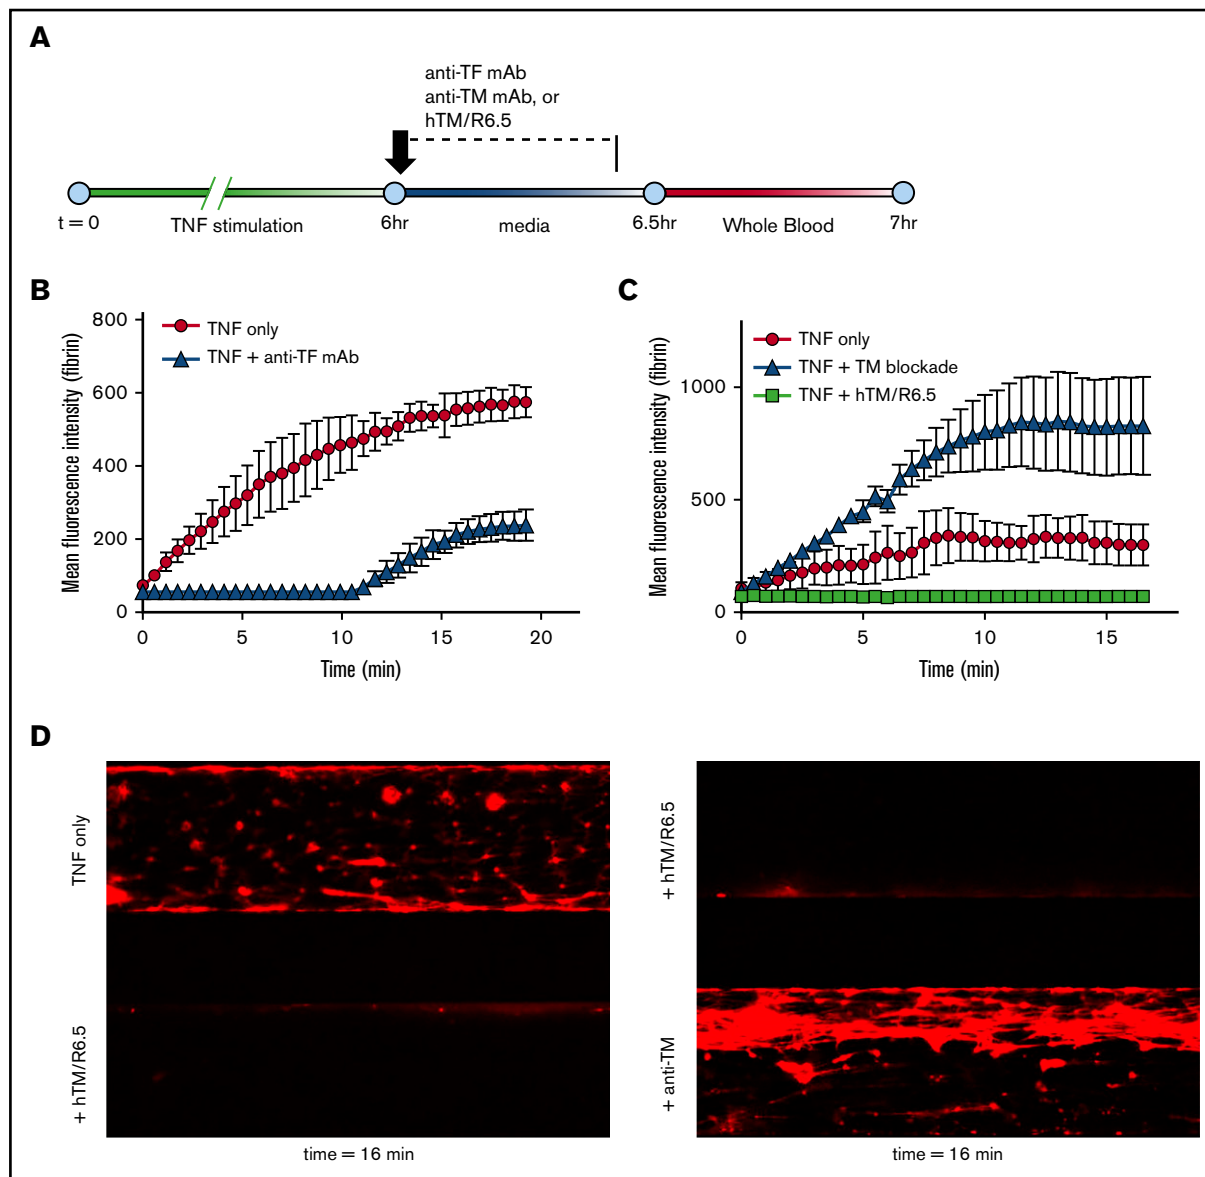 A
anti-TF mAb
anti-TM mAb, or
hTM/R6.5
t = 0
TNF stimulation
6hr
media
6.5hr
Whole Blood
7hr
B
Mean fluorescence intensity (fibrin)
800
600
400
200
0
TNF only
TNF + anti-TF mAb
0
5
10
15
20
Time (min)
C
Mean fluorescence intensity (fibrin)
1000
500
0
TNF only
TNF + TM blockade
TNF + hTM/R6.5
0
5
10
15
Time (min)
D
TNF only
+ hTM/R6.5
time = 16 min
+ hTM/R6.5
+ anti-TM
time = 16 min